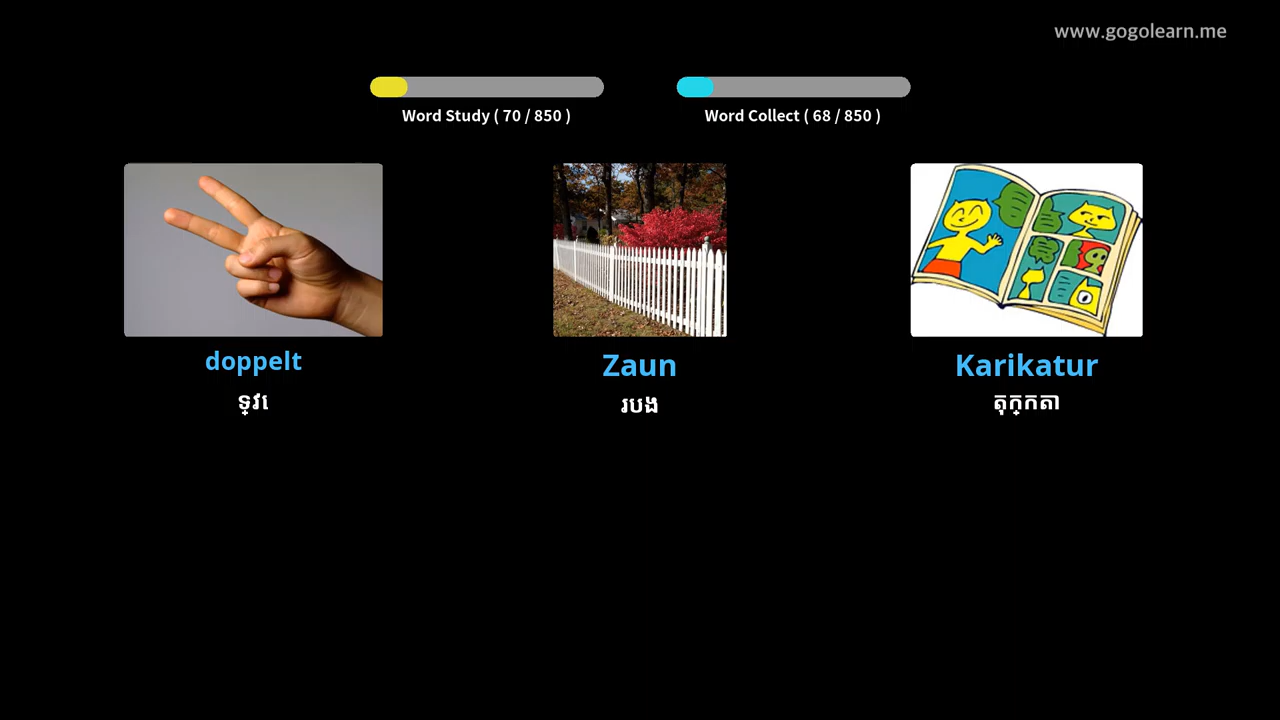 www.gogolearn.me
Word Study ( 70 / 850 )
Word Collect ( 68 / 850 )
doppelt
Zaun
Karikatur
ទ្វេ
របង
តុក្កតា